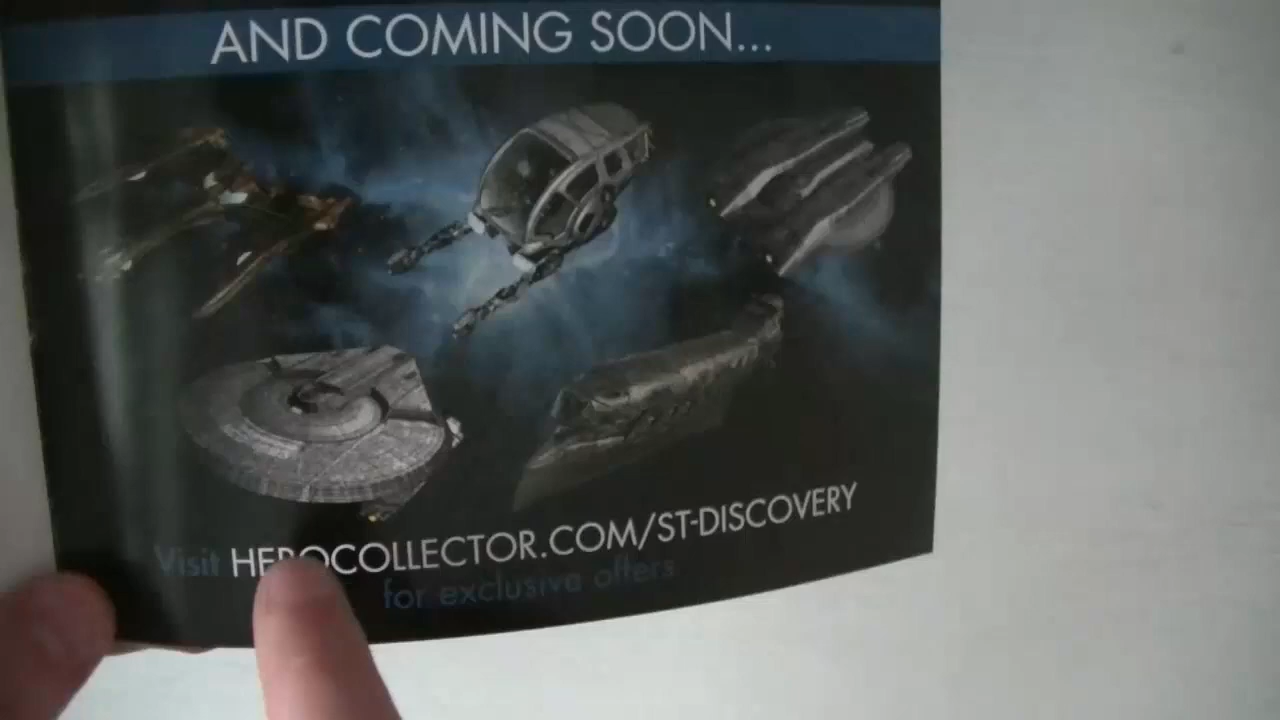 AND COMING SOON...
Visit HEROCOLLECTOR.COM/ST-DISCOVERY
for exclusive offers